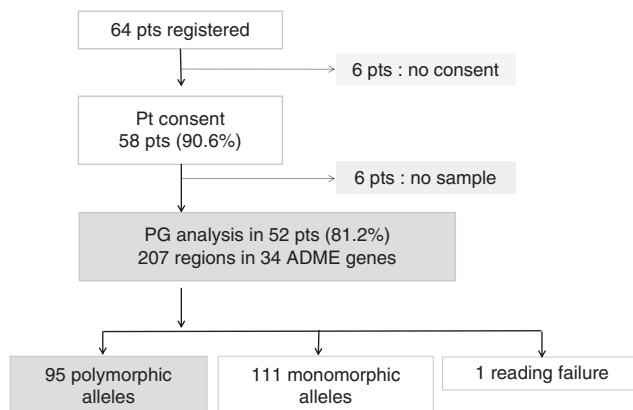 64 pts registered
6 pts : no consent
Pt consent
58 pts (90.6%)
6 pts : no sample
PG analysis in 52 pts (81.2%)
207 regions in 34 ADME genes
95 polymorphic
alleles
111 monomorphic
alleles
1 reading failure